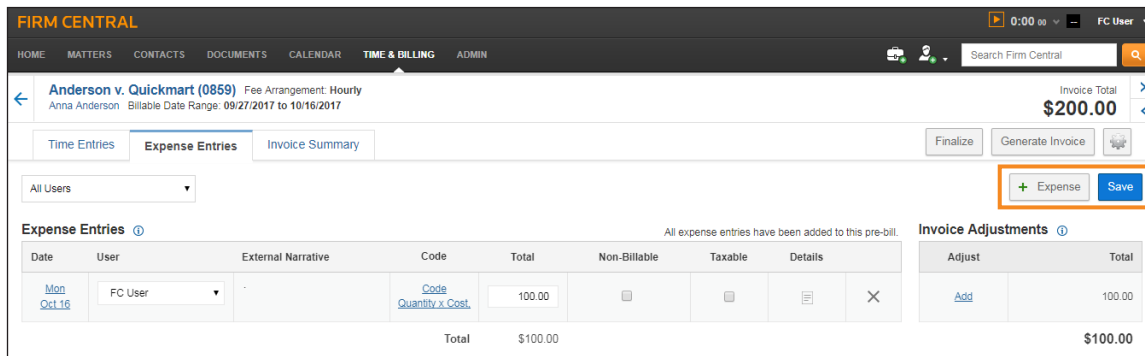 FIRM CENTRAL 0:00 00 FC User
HOME MATTERS CONTACTS DOCUMENTS CALENDAR TIME & BILLING ADMIN Search Firm Central
Anderson v. Quickmart (0859) Fee Arrangement: Hourly Invoice Total
Anna Anderson Billable Date Range: 09/27/2017 to 10/16/2017 $200.00
Time Entries Expense Entries Invoice Summary Finalize Generate Invoice
All Users + Expense Save
Expense Entries All expense entries have been added to this pre-bill. Invoice Adjustments
Date User External Narrative Code Total Non-Billable Taxable Details Adjust Total
Mon FC User . Code 100.00 Add 100.00
Oct 16 Quantity x Cost.
Total $100.00 $100.00